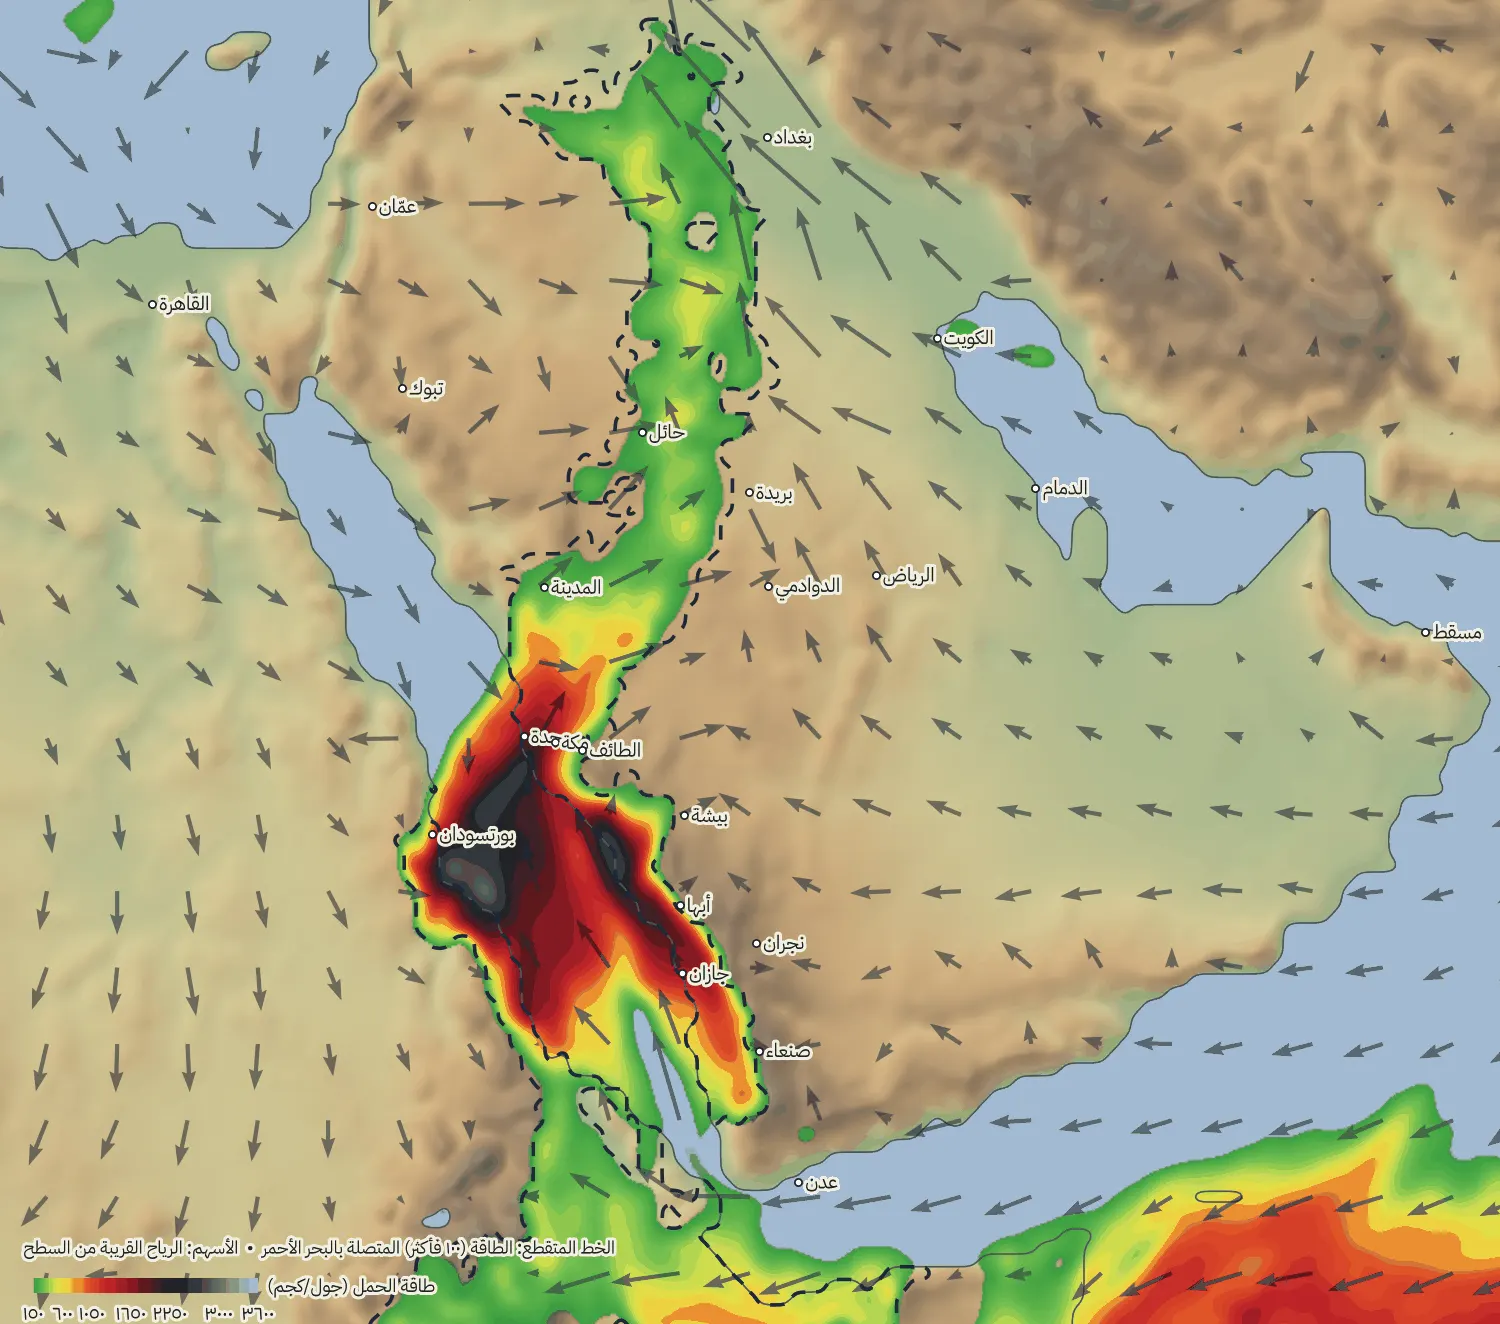 بغداد
عمّان
القاهرة
الكويت
تبوك
حائل
الدمام
بريدة
الرياض
الدوادمي
المدينة
مسقط
جدة
مكة
الطائف
بيشة
بورتسودان
أبها
نجران
جازان
صنعاء
عدن
الخط المتقطع: الطاقة (١٠٠ فأكثر) المتصلة بالبحر الأحمر • الأسهم: الرياح القريبة من السطح
طاقة الحمل (جول/كجم)
١٥٠ ٦٠٠ ١٠٥٠ ١٦٥٠ ٢٢٥٠ ٣٠٠٠ ٣٦٠٠